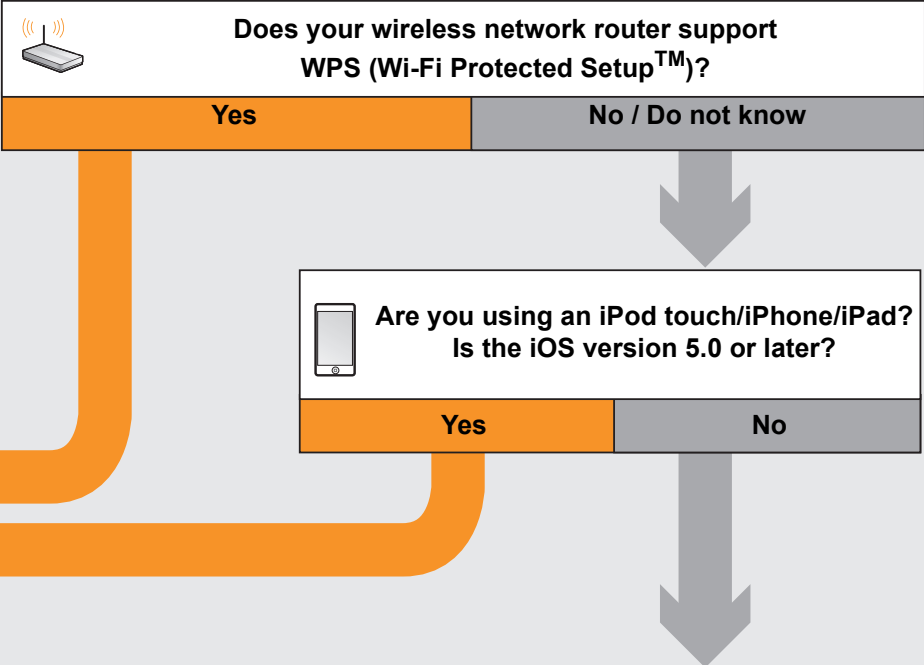 Does your wireless network router support
WPS (Wi-Fi Protected Setup™)?
Yes
No / Do not know
Are you using an iPod touch/iPhone/iPad?
Is the iOS version 5.0 or later?
Yes
No